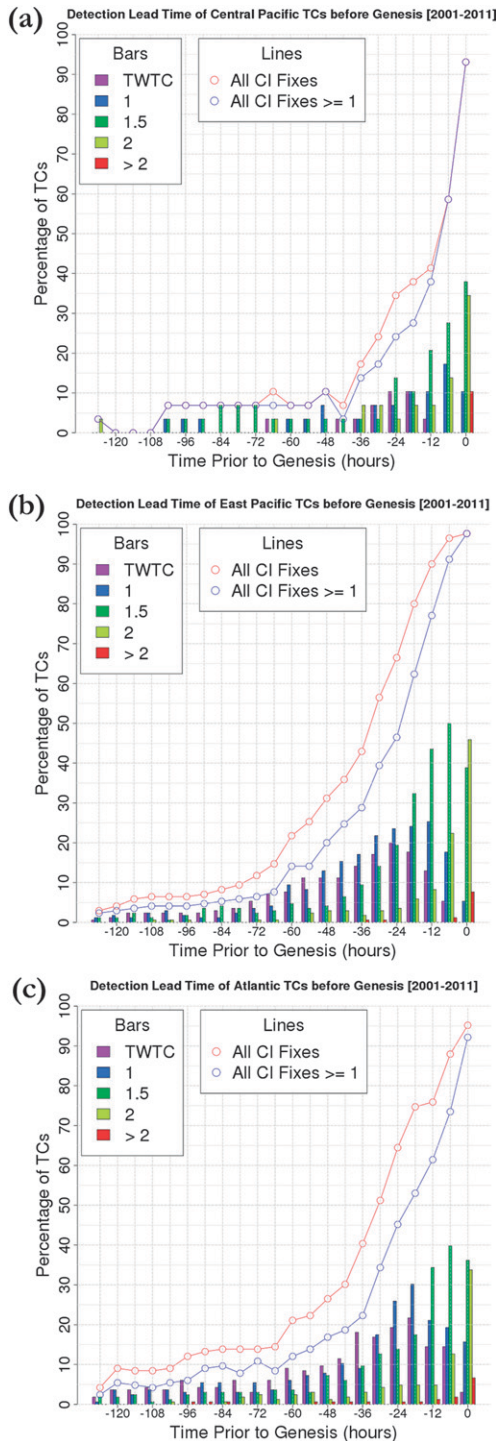 (a)
Detection Lead Time of Central Pacific TCs before Genesis [2001-2011]
Bars
TWTC
1
1.5
2
> 2
Lines
All CI Fixes
All CI Fixes >= 1
Percentage of TCs
100
90
80
70
60
50
40
30
20
10
0
-120 -108 -96 -84 -72 -60 -48 -36 -24 -12 0
Time Prior to Genesis (hours)
(b)
Detection Lead Time of East Pacific TCs before Genesis [2001-2011]
Bars
TWTC
1
1.5
2
> 2
Lines
All CI Fixes
All CI Fixes >= 1
Percentage of TCs
100
90
80
70
60
50
40
30
20
10
0
-120 -108 -96 -84 -72 -60 -48 -36 -24 -12 0
Time Prior to Genesis (hours)
(c)
Detection Lead Time of Atlantic TCs before Genesis [2001-2011]
Bars
TWTC
1
1.5
2
> 2
Lines
All CI Fixes
All CI Fixes >= 1
Percentage of TCs
100
90
80
70
60
50
40
30
20
10
0
-120 -108 -96 -84 -72 -60 -48 -36 -24 -12 0
Time Prior to Genesis (hours)